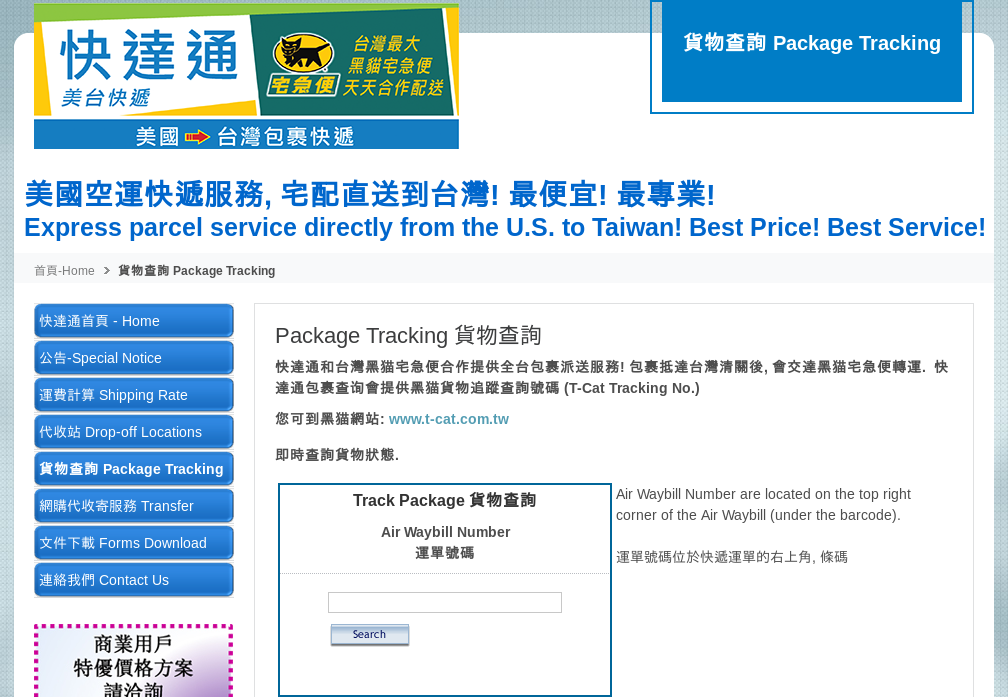 快達通
美台快遞
台灣最大
黑貓宅急便
天天合作配送
宅急便
美國 台灣包裹快遞
貨物查詢 Package Tracking
美國空運快遞服務, 宅配直送到台灣! 最便宜! 最專業!
Express parcel service directly from the U.S. to Taiwan! Best Price! Best Service!
首頁-Home > 貨物查詢 Package Tracking
快達通首頁 - Home
公告-Special Notice
運費計算 Shipping Rate
代收站 Drop-off Locations
貨物查詢 Package Tracking
網購代收寄服務 Transfer
文件下載 Forms Download
連絡我們 Contact Us
商業用戶
特優價格方案
請洽詢
Package Tracking 貨物查詢
快達通和台灣黑猫宅急便合作提供全台包裹派送服務! 包裹抵達台灣清關後, 會交達黑猫宅急便轉運. 快
達通包裹查询會提供黑猫貨物追蹤查詢號碼 (T-Cat Tracking No.)
您可到黑猫網站: www.t-cat.com.tw
即時查詢貨物狀態.
Track Package 貨物查詢
Air Waybill Number
運單號碼
Search
Air Waybill Number are located on the top right
corner of the Air Waybill (under the barcode).
運單號碼位於快遞運單的右上角, 條碼